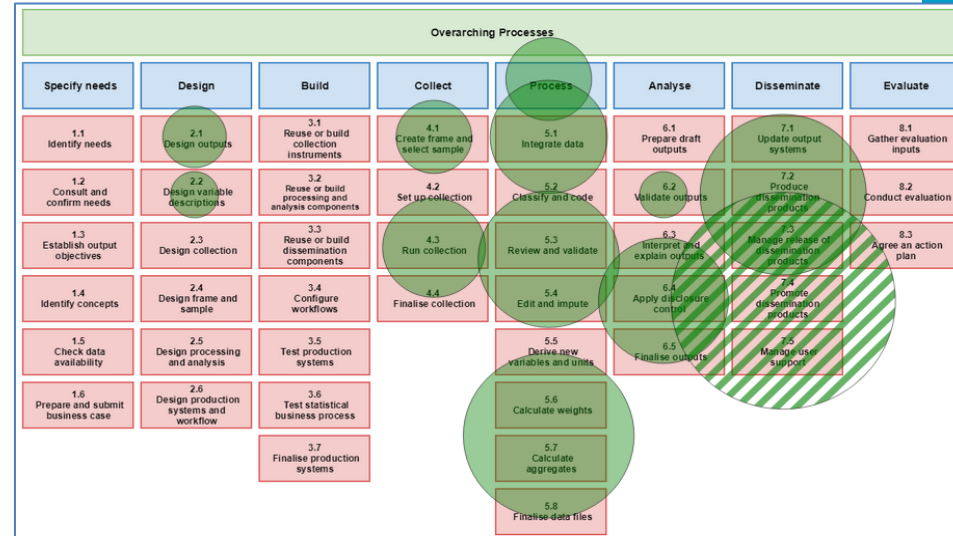 Overarching Processes
Specify needs
Design
Build
Collect
Process
Analyse
Disseminate
Evaluate
1.1
Identify needs
1.2
Consult and
confirm needs
1.3
Establish output
objectives
1.4
Identify concepts
1.5
Check data
availability
1.6
Prepare and submit
business case
2.1
Design outputs
2.2
Design variable
descriptions
2.3
Design collection
2.4
Design frame and
sample
2.5
Design processing
and analysis
2.6
Design production
systems and
workflow
3.1
Reuse or build
collection
instruments
3.2
Reuse or build
processing and
analysis components
3.3
Reuse or build
dissemination
components
3.4
Configure
workflows
3.5
Test production
systems
3.6
Test statistical
business process
3.7
Finalise production
systems
4.1
Create frame and
select sample
4.2
Set up collection
4.3
Run collection
4.4
Finalise collection
5.1
Integrate data
5.2
Classify and code
5.3
Review and validate
5.4
Edit and impute
5.5
Derive new
variables and units
5.6
Calculate weights
5.7
Calculate
aggregates
5.8
Finalise data files
6.1
Prepare draft
outputs
6.2
Validate outputs
6.3
Interpret and
explain outputs
6.4
Apply disclosure
control
6.5
Finalise outputs
7.1
Update output
systems
7.2
Produce
dissemination
products
7.3
Manage release of
dissemination
products
7.4
Promote
dissemination
products
7.5
Manage user
support
8.1
Gather evaluation
inputs
8.2
Conduct evaluation
8.3
Agree an action
plan